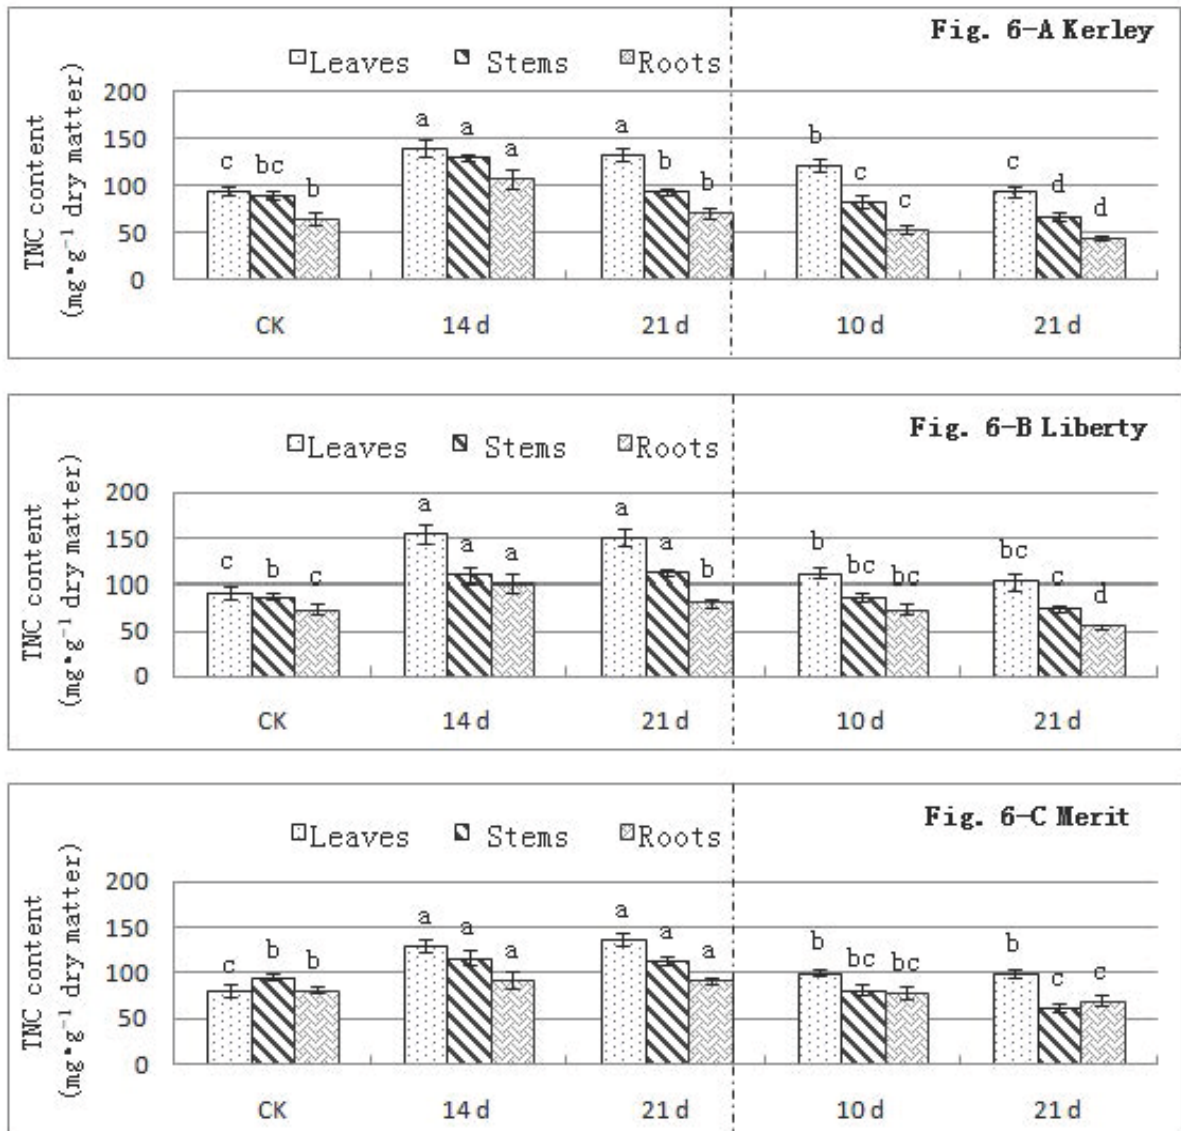 Fig. 6-A Kerley
Leaves Stems Roots
TNC content
(mg•g⁻¹ dry matter)
200
150
100
50
0
c bc b
a a a
a b b
b c c
c d d
CK 14 d 21 d 10 d 21 d
Fig. 6-B Liberty
Leaves Stems Roots
TNC content
(mg•g⁻¹ dry matter)
200
150
100
50
0
c b c
a a a
a a b
b bc bc
bc c d
CK 14 d 21 d 10 d 21 d
Fig. 6-C Merit
Leaves Stems Roots
TNC content
(mg•g⁻¹ dry matter)
200
150
100
50
0
c b b
a a a
a a a
b bc bc
b c c
CK 14 d 21 d 10 d 21 d